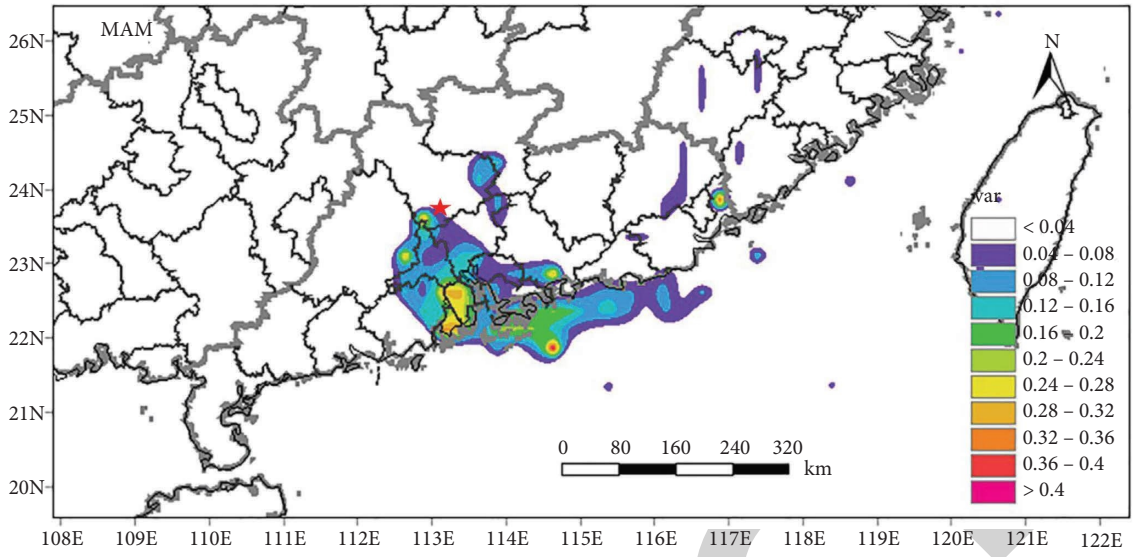 MAM
N
26N
25N
24N
23N
22N
21N
20N
var
< 0.04
0.04 – 0.08
0.08 – 0.12
0.12 – 0.16
0.16 – 0.2
0.2 – 0.24
0.24 – 0.28
0.28 – 0.32
0.32 – 0.36
0.36 – 0.4
> 0.4
0 80 160 240 320
km
108E 109E 110E 111E 112E 113E 114E 115E 116E 117E 118E 119E 120E 121E 122E